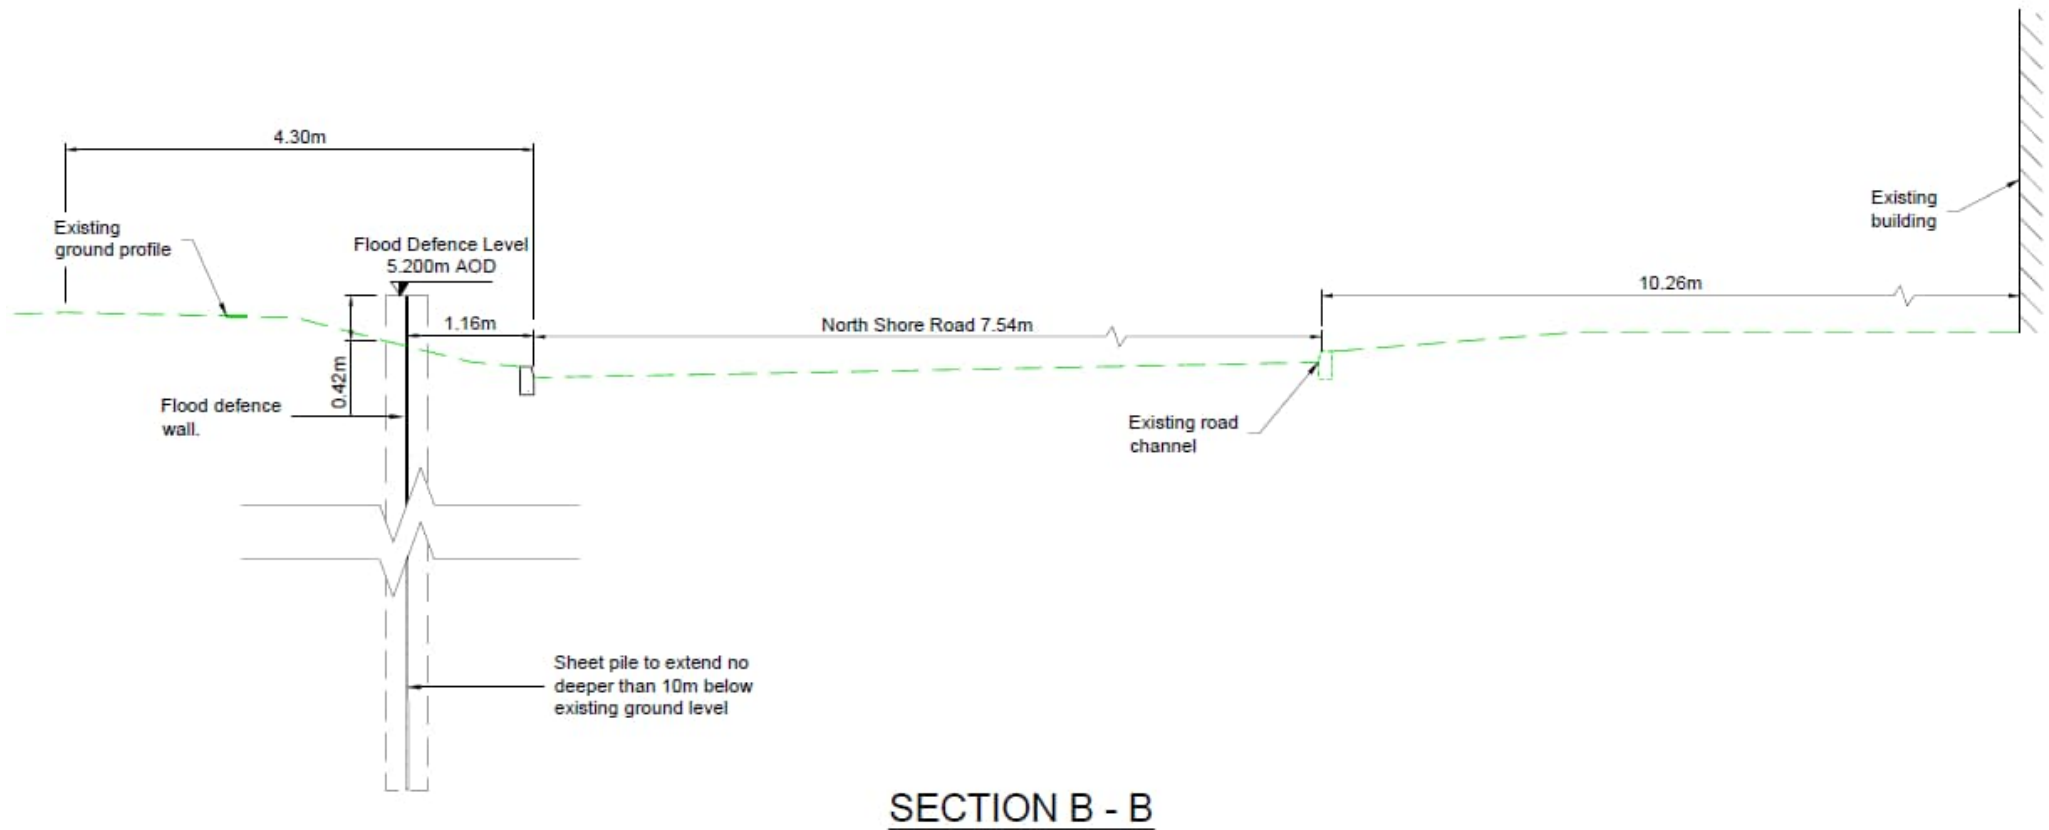 4.30m
Existing
ground profile
Flood Defence Level
5.200m AOD
Existing
building
10.26m
1.16m
North Shore Road 7.54m
0.42m
Flood defence
wall.
Existing road
channel
Sheet pile to extend no
deeper than 10m below
existing ground level
SECTION B - B